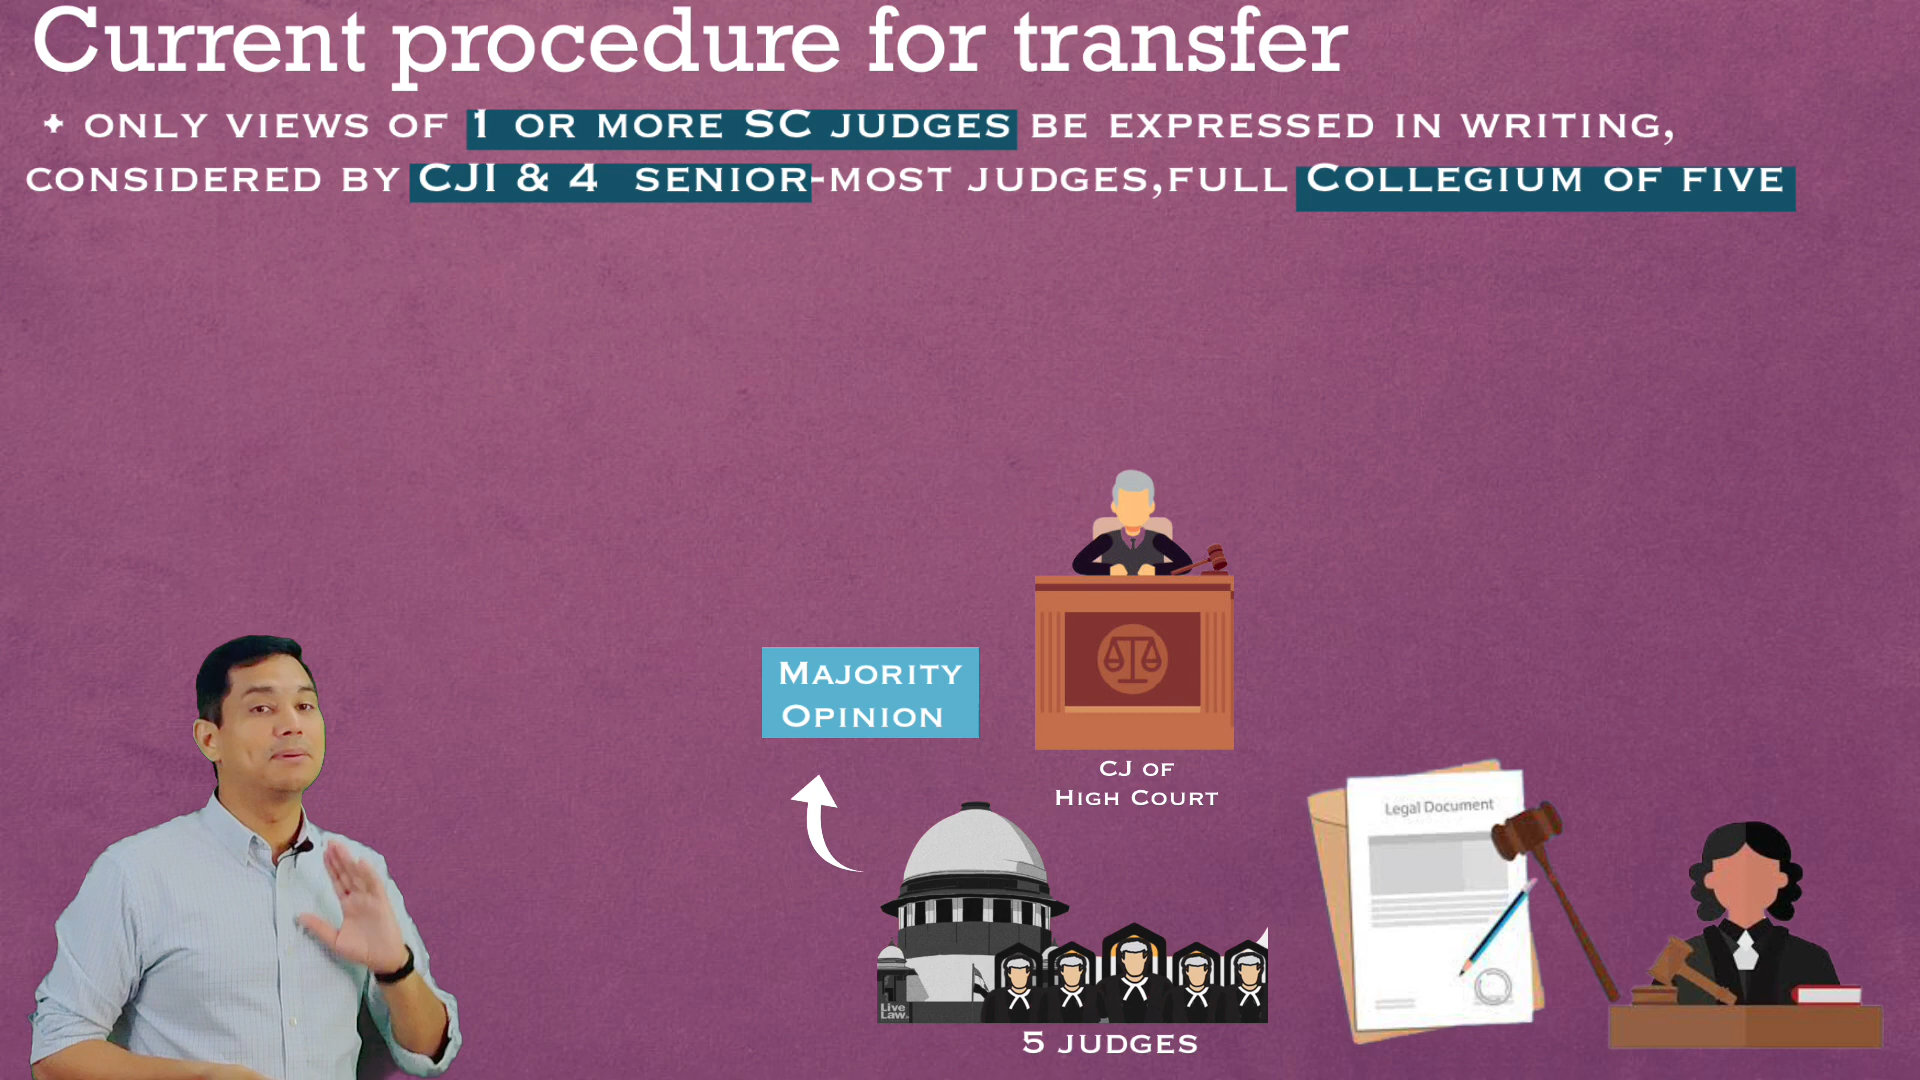 Current procedure for transfer
+ ONLY VIEWS OF 1 OR MORE SC JUDGES BE EXPRESSED IN WRITING,
CONSIDERED BY CJI & 4 SENIOR-MOST JUDGES,FULL COLLEGIUM OF FIVE
MAJORITY
OPINION
CJ OF
HIGH COURT
Legal Document
Live
Law
5 JUDGES